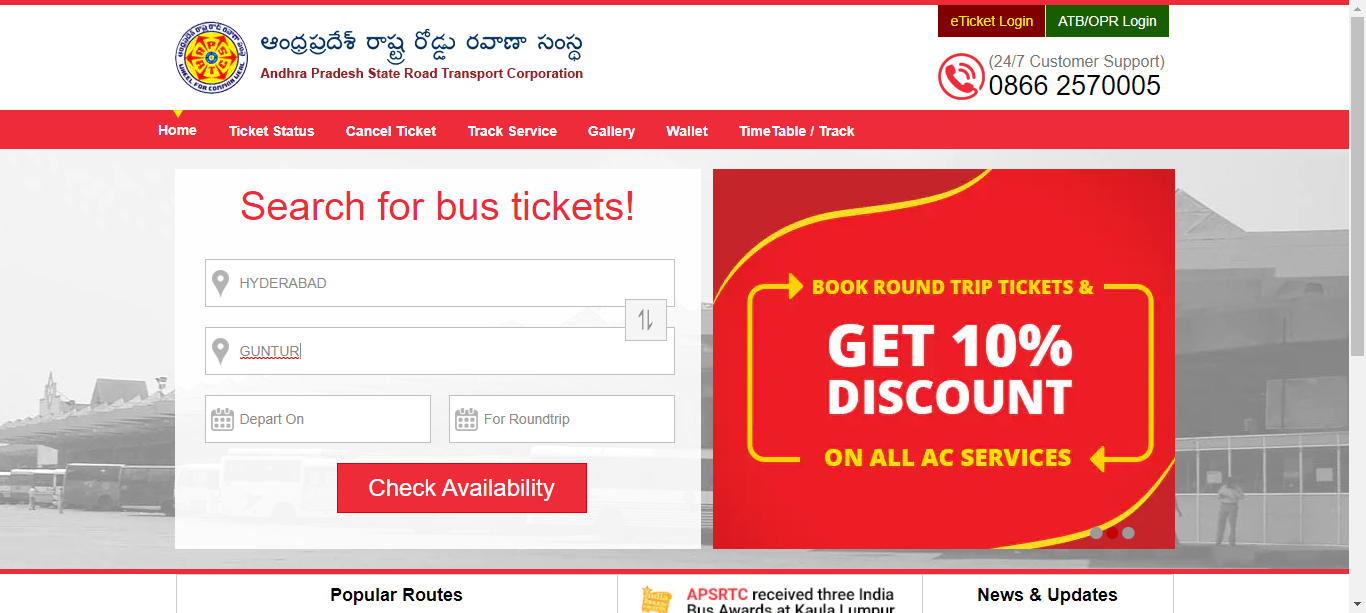 eTicket Login
ATB/OPR Login
ఆంధ్రప్రదేశ్ రాష్ట్ర రోడ్డు రవాణా సంస్థ
Andhra Pradesh State Road Transport Corporation
(24/7 Customer Support)
0866 2570005
Home
Ticket Status
Cancel Ticket
Track Service
Gallery
Wallet
TimeTable / Track
Search for bus tickets!
HYDERABAD
GUNTUR
Depart On
For Roundtrip
Check Availability
BOOK ROUND TRIP TICKETS &
GET 10%
DISCOUNT
ON ALL AC SERVICES
Popular Routes
APSRTC received three India
Bus Awards at Kaula Lumpur
News & Updates